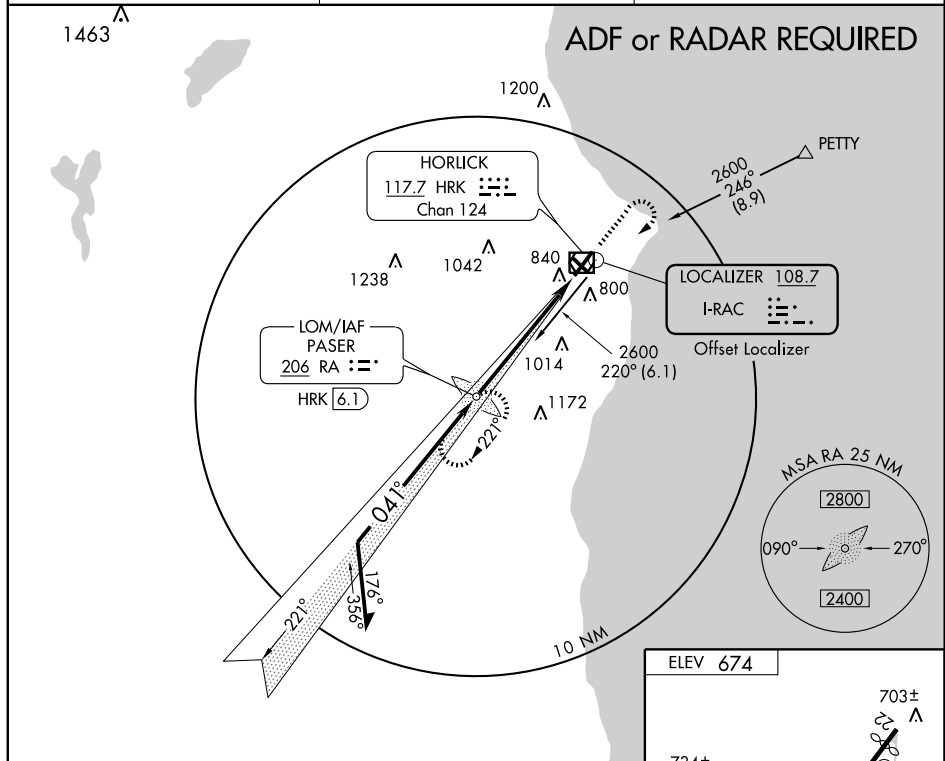 1463
ADF or RADAR REQUIRED
1200
PETTY
2600
246°
(8.9)
HORLICK
117.7 HRK
Chan 124
1238
1042
840
800
LOCALIZER 108.7
I-RAC
Offset Localizer
LOM/IAF
PASER
206 RA
HRK 6.1
1014
2600
220° (6.1)
1172
221°
041°
MSA RA 25 NM
2800
090°
270°
2400
176°
356°
221°
10 NM
ELEV 674
703±
22